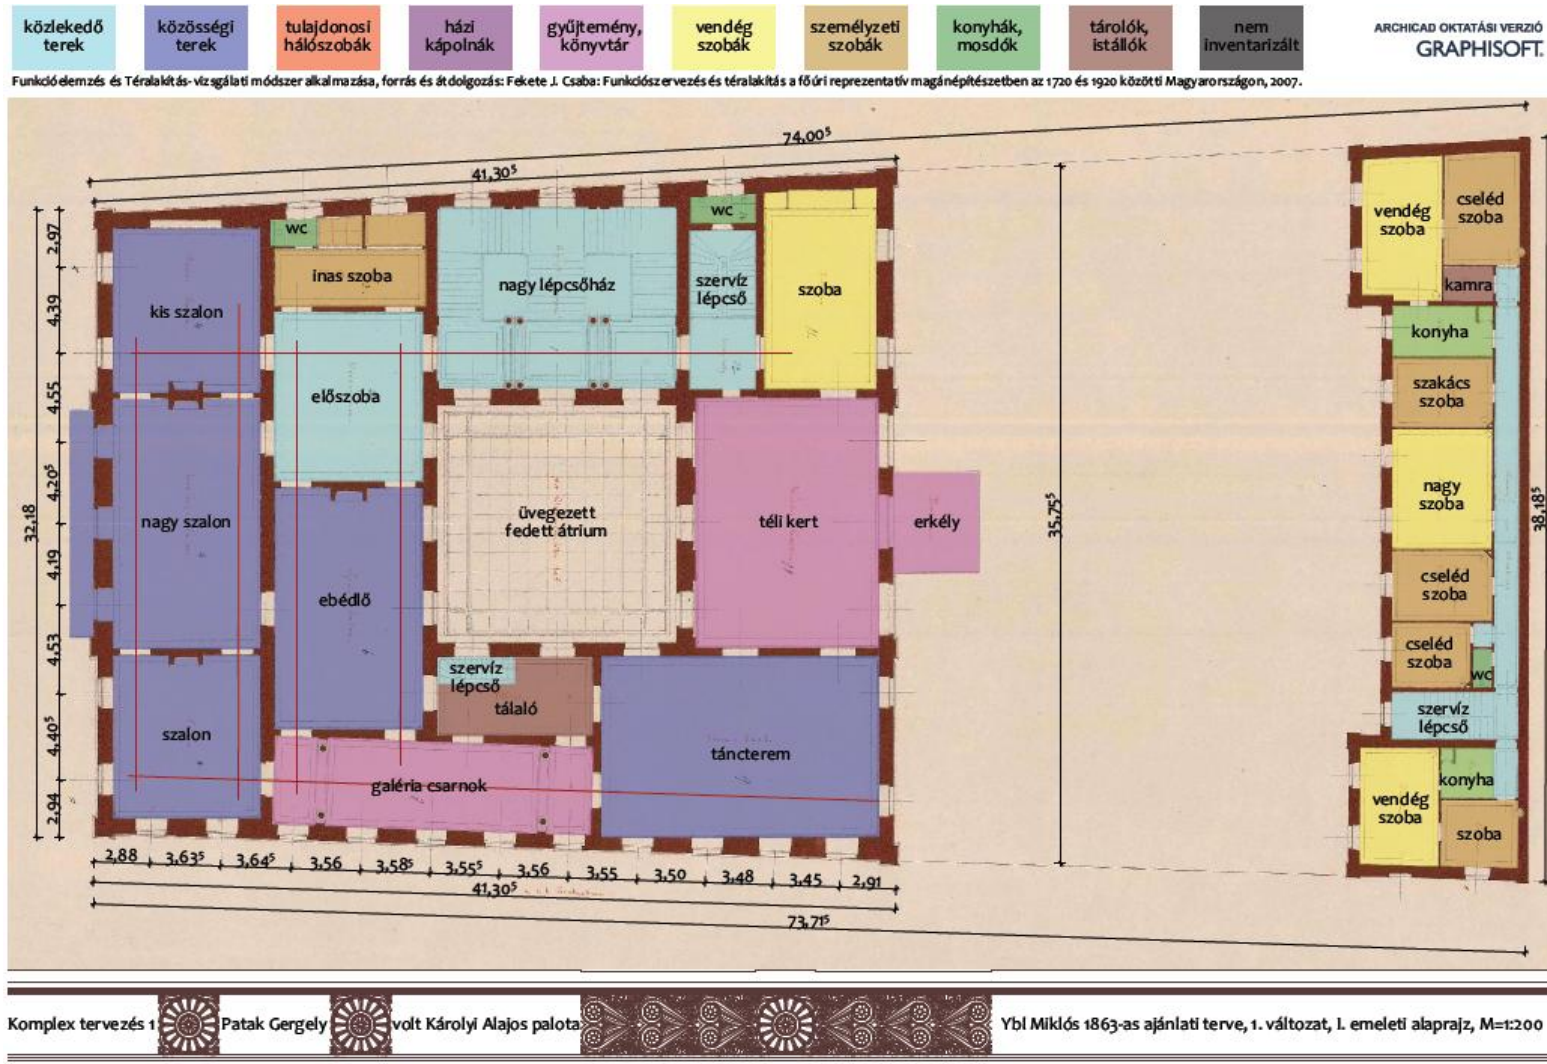 közlekedő
terek
közösségi
terek
tulajdonosi
hálószobák
házi
kápolnák
gyűjtemény,
könyvtár
vendég
szobák
személyzeti
szobák
konyhák,
mosdók
tárolók,
istállók
nem
inventarizált
ARCHICAD OKTATÁSI VERZIÓ
GRAPHISOFT.
Funkcióelemzés és Téralakítás-vizsgálati módszer alkalmazása, forrás és átdolgozás: Fekete J. Csaba: Funkciószervezés és téralakítás a főúri reprezentatív magánépítészetben az 1720 és 1920 közötti Magyarországon, 2007.
74,00⁵
41,30⁵
2,97
4,39
4,55
4,20⁵
4,19
4,53
4,40⁵
2,94
32,18
kis szalon
wc
inas szoba
előszoba
nagy lépcsőház
wc
szervíz
lépcső
szoba
nagy szalon
ebédlő
üvegezett
fedett átrium
téli kert
erkély
szalon
szervíz
lépcső
tálaló
galéria csarnok
táncterem
35,75⁵
38,18⁵
vendég
szoba
cseléd
szoba
kamra
konyha
szakács
szoba
nagy
szoba
cseléd
szoba
cseléd
szoba
wc
szervíz
lépcső
vendég
szoba
konyha
szoba
2,88 3,63⁵ 3,64⁵ 3,56 3,58⁵ 3,55⁵ 3,56 3,55 3,50 3,48 3,45 2,91
41,30⁵
73,71⁵
Komplex tervezés 1 Patak Gergely volt Károlyi Alajos palota Ybl Miklós 1863-as ajánlati terve, 1. változat, I. emeleti alaprajz, M=1:200